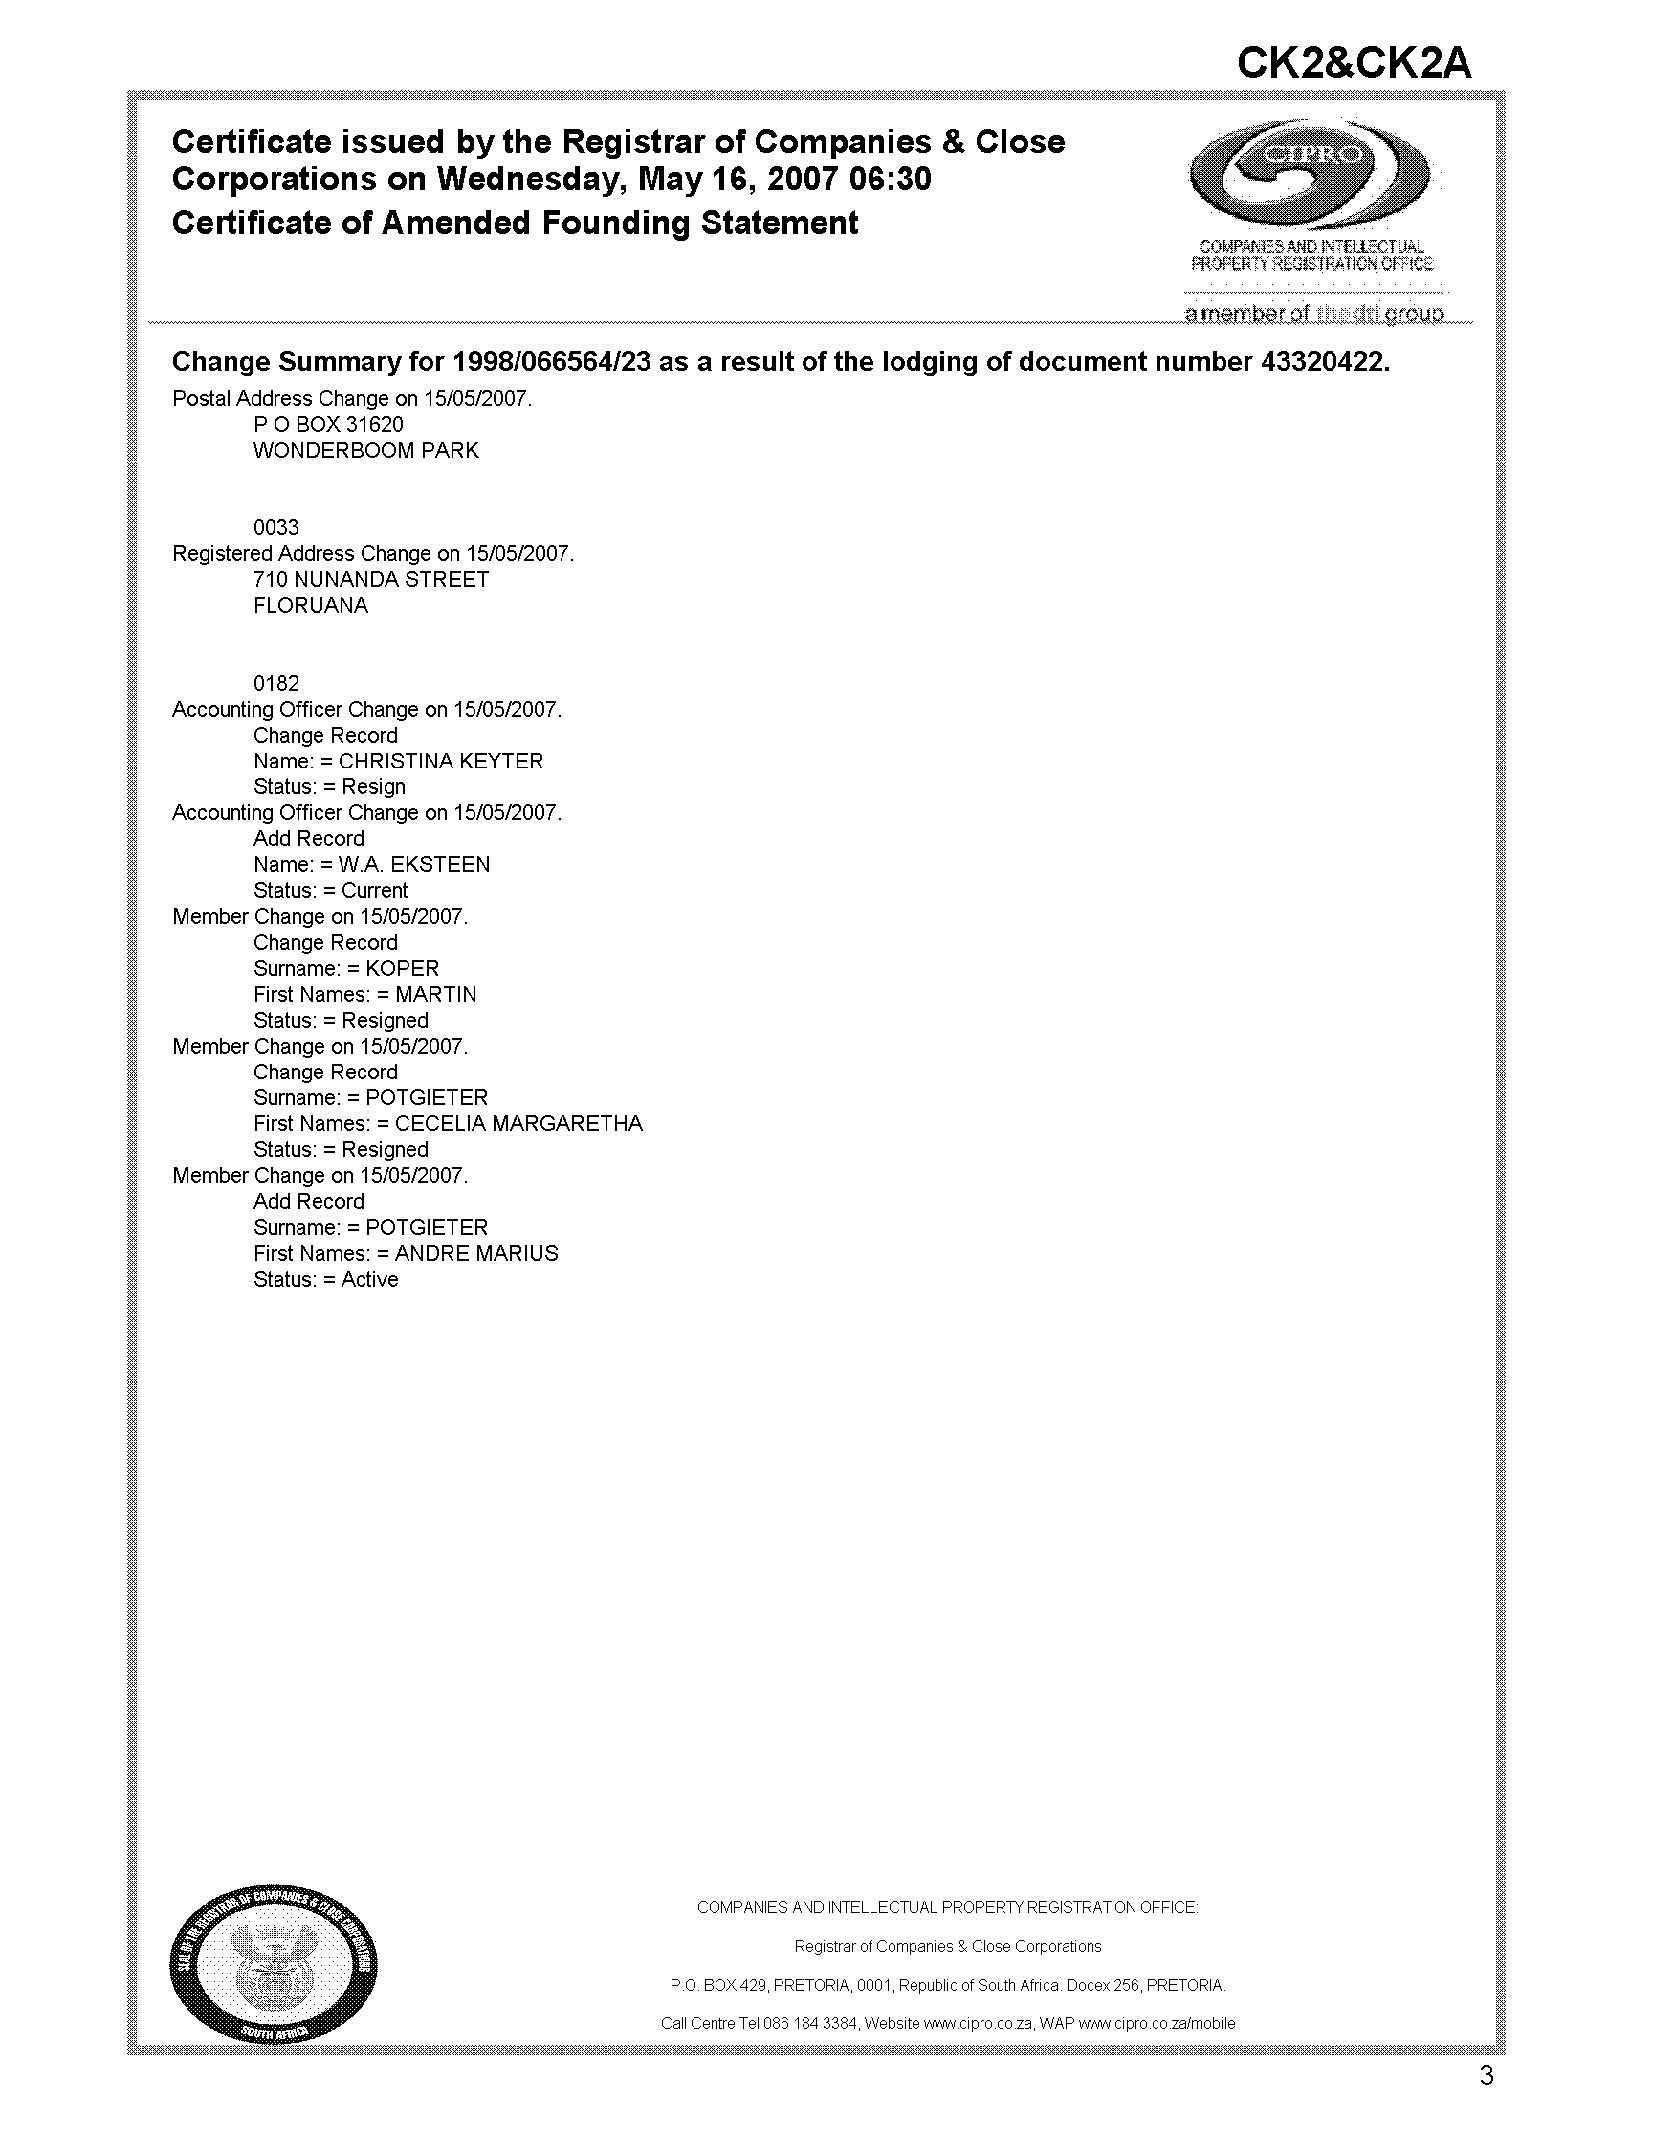 CK2&CK2A
Certificate issued by the Registrar of Companies & Close
Corporations on Wednesday, May 16, 2007 06:30
Certificate of Amended Founding Statement
CIPRO
COMPANIES AND INTELLECTUAL
PROPERTY REGISTRATION OFFICE
a member of the dti group
Change Summary for 1998/066564/23 as a result of the lodging of document number 43320422.
Postal Address Change on 15/05/2007.
P O BOX 31620
WONDERBOOM PARK
0033
Registered Address Change on 15/05/2007.
710 NUNANDA STREET
FLORUANA
0182
Accounting Officer Change on 15/05/2007.
Change Record
Name: = CHRISTINA KEYTER
Status: = Resign
Accounting Officer Change on 15/05/2007.
Add Record
Name: = W.A. EKSTEEN
Status: = Current
Member Change on 15/05/2007.
Change Record
Surname: = KOPER
First Names: = MARTIN
Status: = Resigned
Member Change on 15/05/2007.
Change Record
Surname: = POTGIETER
First Names: = CECELIA MARGARETHA
Status: = Resigned
Member Change on 15/05/2007.
Add Record
Surname: = POTGIETER
First Names: = ANDRE MARIUS
Status: = Active
SEAL OF THE REGISTRAR OF COMPANIES & CLOSE CORPORATIONS
SOUTH AFRICA
COMPANIES AND INTELLECTUAL PROPERTY REGISTRATION OFFICE:
Registrar of Companies & Close Corporations
P.O. BOX 429, PRETORIA, 0001, Republic of South Africa. Docex 256, PRETORIA.
Call Centre Tel 086 184 3384, Website www.cipro.co.za, WAP www.cipro.co.za/mobile
3